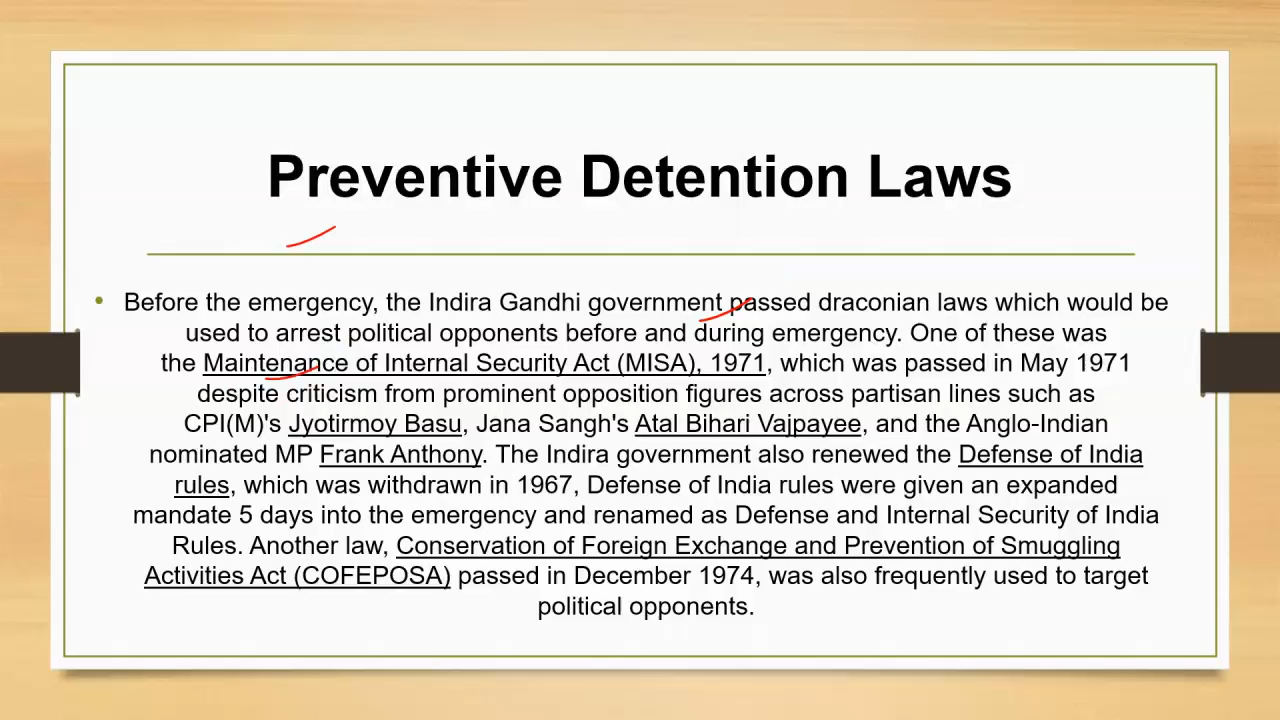 Preventive Detention Laws
• Before the emergency, the Indira Gandhi government passed draconian laws which would be
used to arrest political opponents before and during emergency. One of these was
the Maintenance of Internal Security Act (MISA), 1971, which was passed in May 1971
despite criticism from prominent opposition figures across partisan lines such as
CPI(M)'s Jyotirmoy Basu, Jana Sangh's Atal Bihari Vajpayee, and the Anglo-Indian
nominated MP Frank Anthony. The Indira government also renewed the Defense of India
rules, which was withdrawn in 1967, Defense of India rules were given an expanded
mandate 5 days into the emergency and renamed as Defense and Internal Security of India
Rules. Another law, Conservation of Foreign Exchange and Prevention of Smuggling
Activities Act (COFEPOSA) passed in December 1974, was also frequently used to target
political opponents.